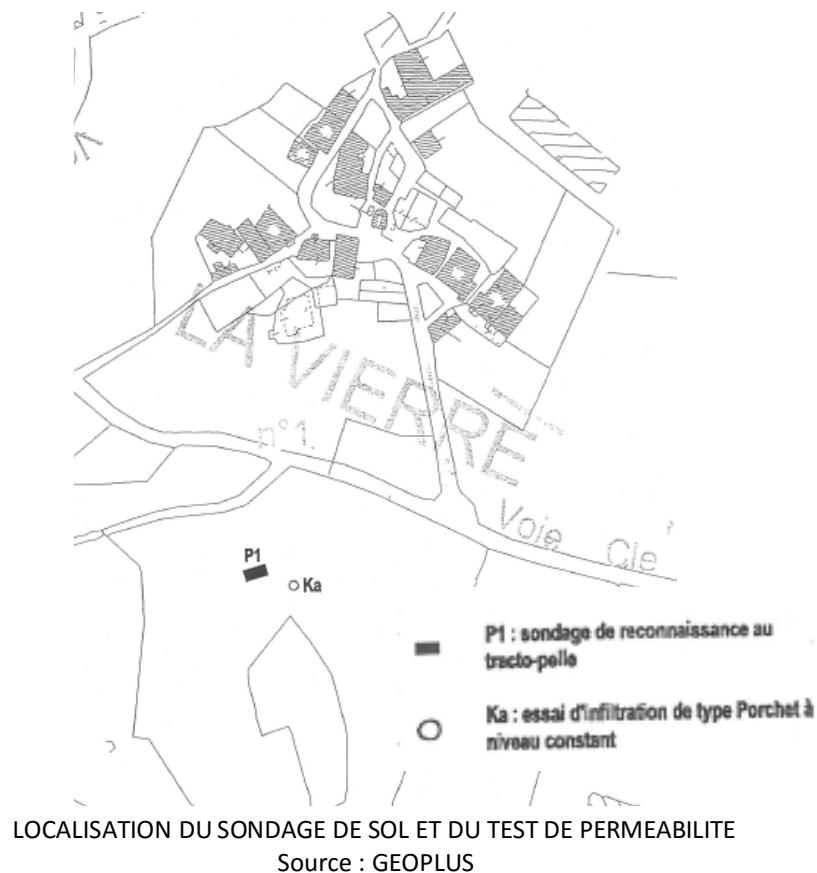 LA VIERRE
n°1.
Voie Cle
P1
Ka
P1 : sondage de reconnaissance au
tracto-pelle
Ka : essai d'infiltration de type Porchet à
niveau constant
LOCALISATION DU SONDAGE DE SOL ET DU TEST DE PERMEABILITE
Source : GEOPLUS